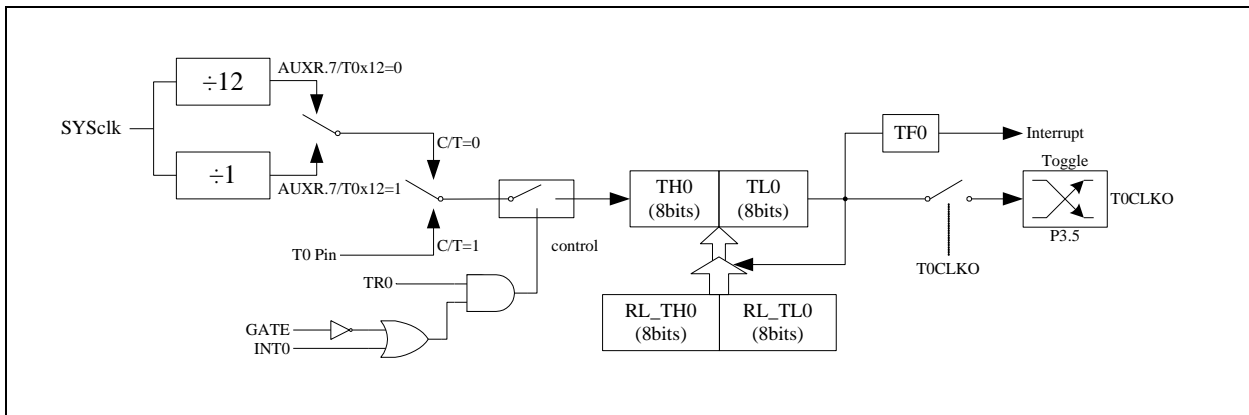 ÷12
AUXR.7/T0x12=0
SYSclk
÷1
AUXR.7/T0x12=1
C/T=0
C/T=1
T0 Pin
control
TR0
GATE
INT0
TH0
(8bits)
TL0
(8bits)
RL_TH0
(8bits)
RL_TL0
(8bits)
TF0
Interrupt
Toggle
T0CLKO
P3.5
T0CLKO